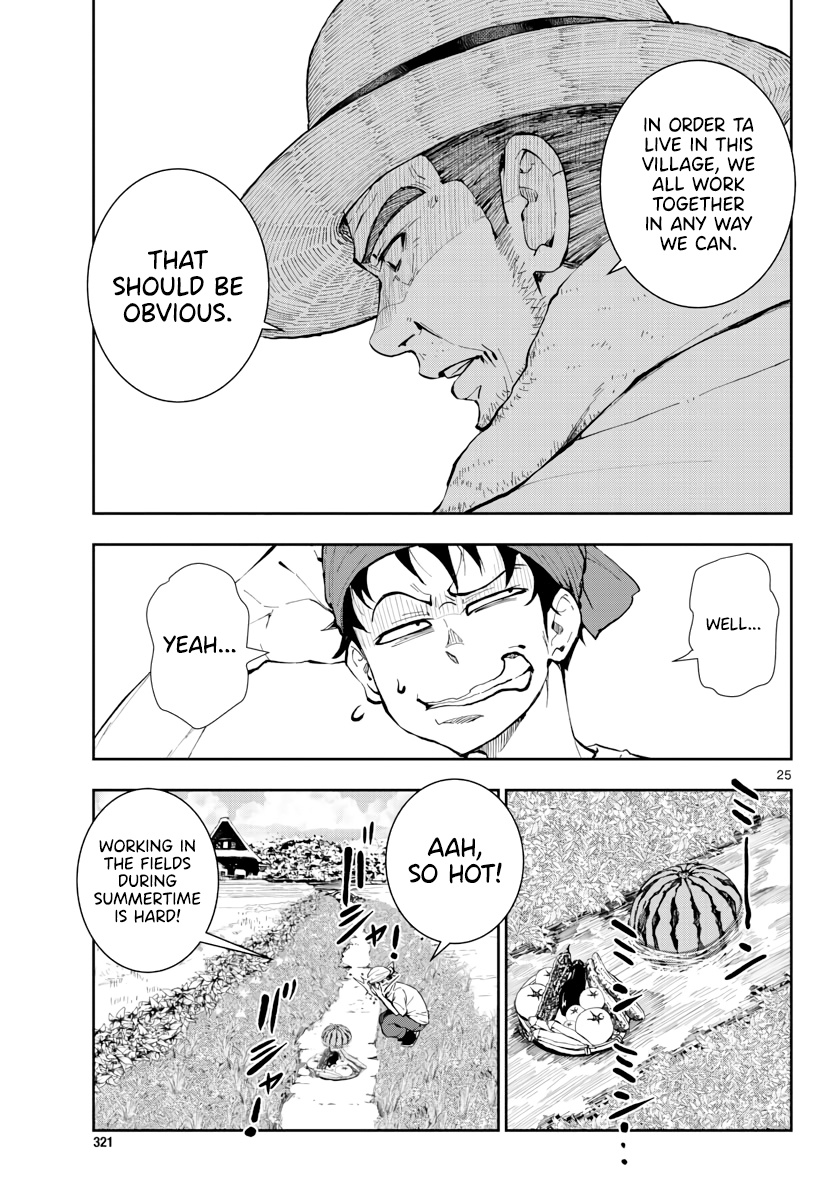 IN ORDER TA
LIVE IN THIS
VILLAGE, WE
ALL WORK
TOGETHER
IN ANY WAY
WE CAN.
THAT
SHOULD BE
OBVIOUS.
WELL...
YEAH...
25
AAH,
SO HOT!
WORKING IN
THE FIELDS
DURING
SUMMERTIME
IS HARD!
321